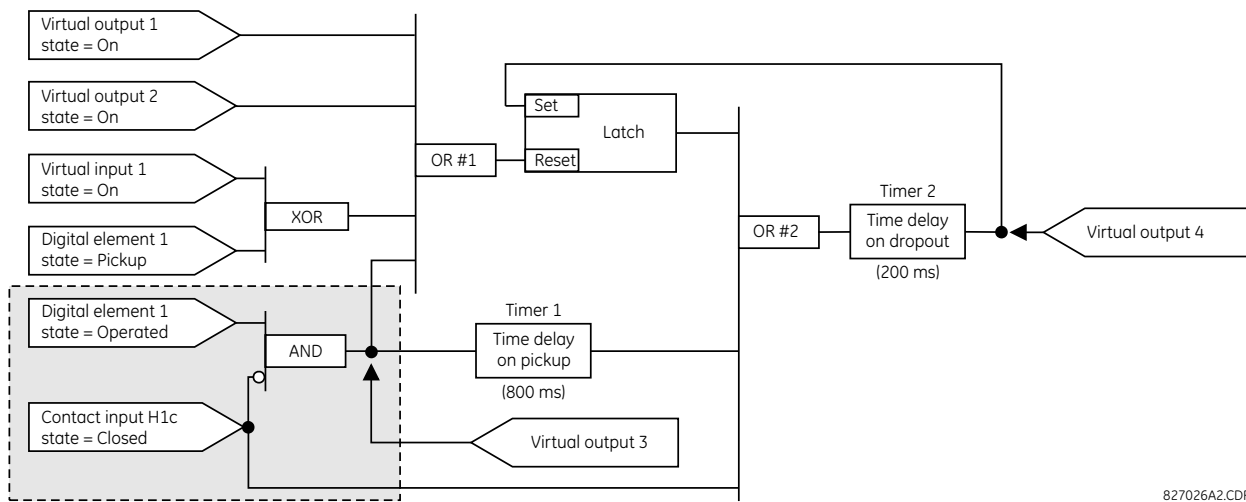 Virtual output 1
state = On
Virtual output 2
state = On
Virtual input 1
state = On
Digital element 1
state = Pickup
XOR
OR #1
Set
Latch
Reset
OR #2
Timer 2
Time delay
on dropout
(200 ms)
Virtual output 4
Digital element 1
state = Operated
AND
Timer 1
Time delay
on pickup
(800 ms)
Contact input H1c
state = Closed
Virtual output 3
827026A2.CDR